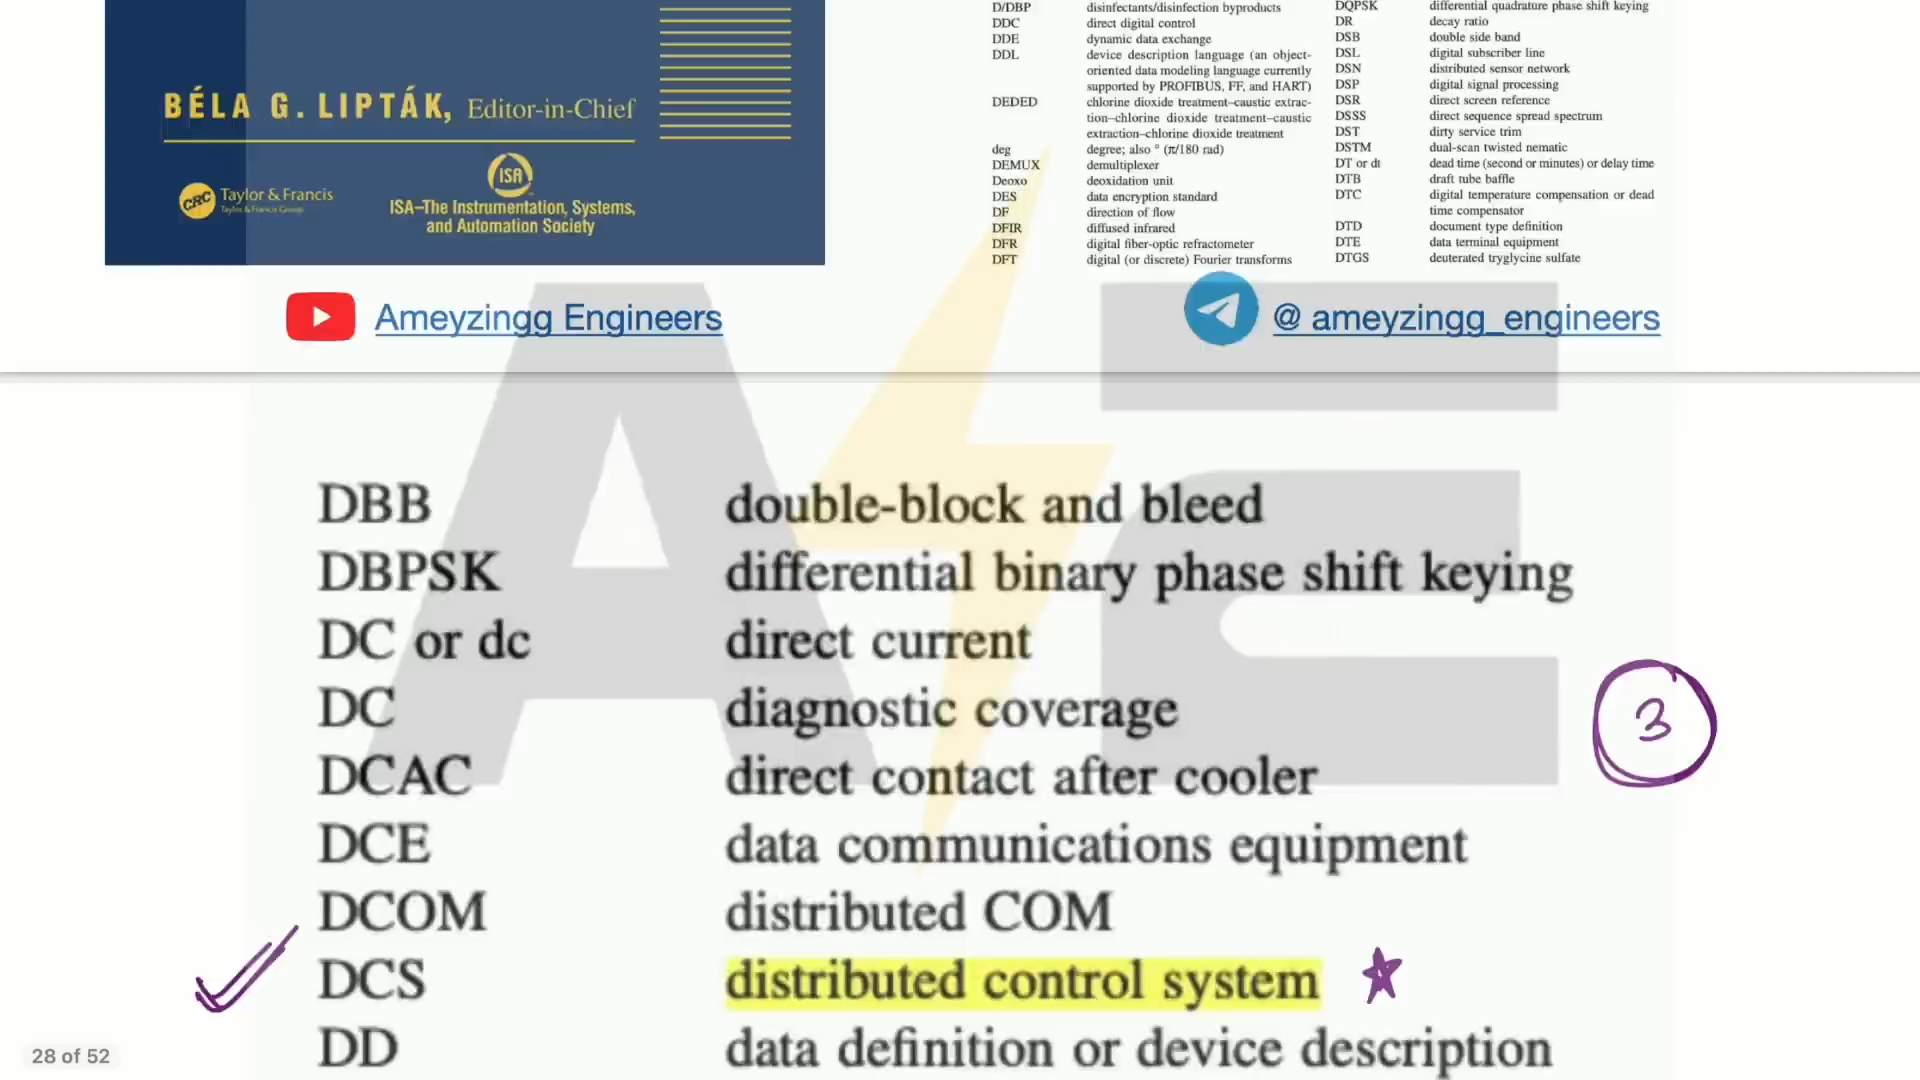 BÉLA G. LIPTÁK, Editor-in-Chief
CRC Taylor & Francis
Taylor & Francis Group
ISA
ISA–The Instrumentation, Systems,
and Automation Society
D/DBP disinfectants/disinfection byproducts
DDC direct digital control
DDE dynamic data exchange
DDL device description language (an object-
oriented data modeling language currently
supported by PROFIBUS, FF, and HART)
DEDED chlorine dioxide treatment–caustic extrac-
tion–chlorine dioxide treatment–caustic
extraction–chlorine dioxide treatment
deg degree; also ° (π/180 rad)
DEMUX demultiplexer
Deoxo deoxidation unit
DES data encryption standard
DF direction of flow
DFIR diffused infrared
DFR digital fiber-optic refractometer
DFT digital (or discrete) Fourier transforms
DQPSK differential quadrature phase shift keying
DR decay ratio
DSB double side band
DSL digital subscriber line
DSN distributed sensor network
DSP digital signal processing
DSR direct screen reference
DSSS direct sequence spread spectrum
DST dirty service trim
DSTM dual-scan twisted nematic
DT or dt dead time (second or minutes) or delay time
DTB draft tube baffle
DTC digital temperature compensation or dead
time compensator
DTD document type definition
DTE data terminal equipment
DTGS deuterated tryglycine sulfate
Ameyzingg Engineers
@ ameyzingg_engineers
AE
DBB double-block and bleed
DBPSK differential binary phase shift keying
DC or dc direct current
DC diagnostic coverage
3
DCAC direct contact after cooler
DCE data communications equipment
DCOM distributed COM
DCS distributed control system
DD data definition or device description
28 of 52